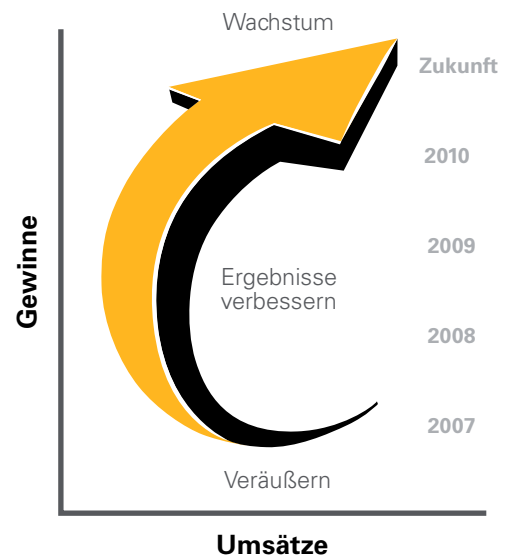 Wachstum
Zukunft
2010
2009
Gewinne
Ergebnisse
verbessern
2008
2007
Veräußern
Umsätze